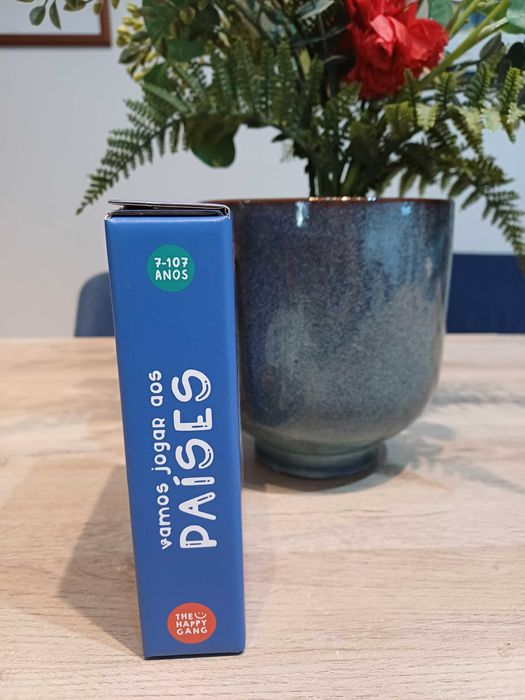 7-107
ANOS
vamos jogar aos
PAÍSES
THE
HAPPY
GANG